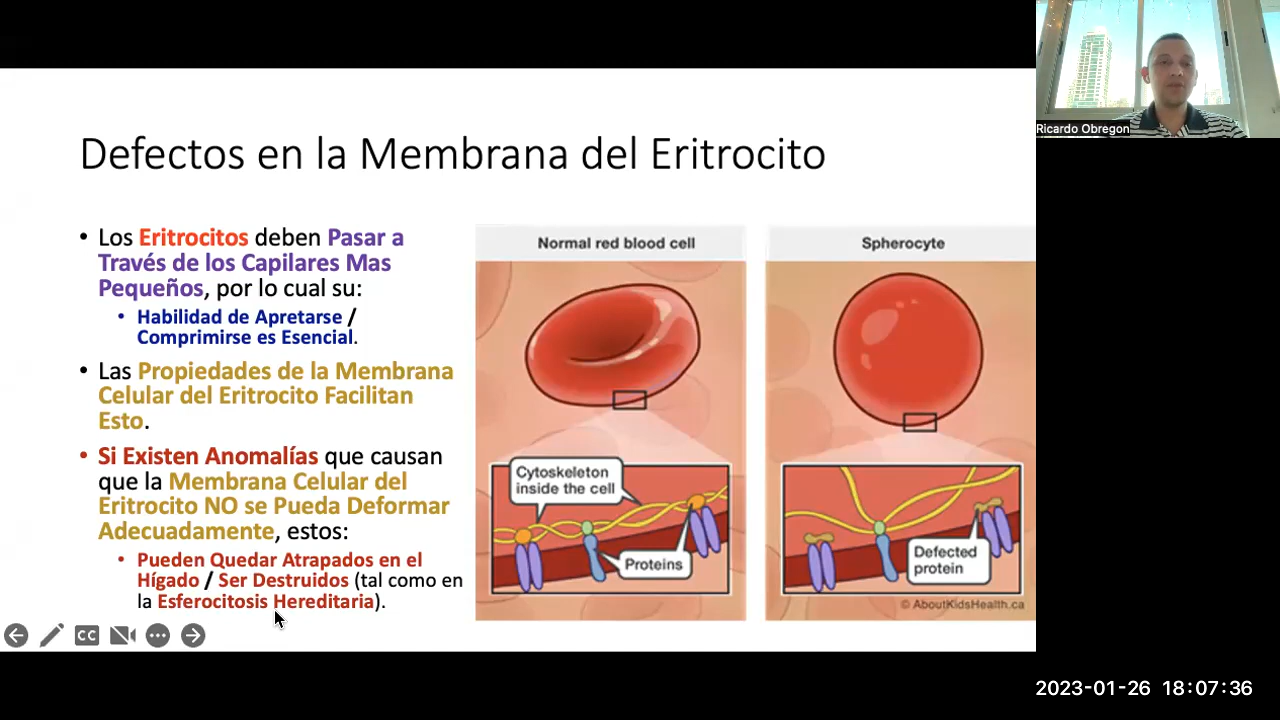 Ricardo Obregon
Defectos en la Membrana del Eritrocito
• Los Eritrocitos deben Pasar a
Través de los Capilares Mas
Pequeños, por lo cual su:
• Habilidad de Apretarse /
Comprimirse es Esencial.
• Las Propiedades de la Membrana
Celular del Eritrocito Facilitan
Esto.
• Si Existen Anomalías que causan
que la Membrana Celular del
Eritrocito NO se Pueda Deformar
Adecuadamente, estos:
• Pueden Quedar Atrapados en el
Hígado / Ser Destruidos (tal como en
la Esferocitosis Hereditaria).
Normal red blood cell
Cytoskeleton
inside the cell
Proteins
Spherocyte
Defected
protein
© AboutKidsHealth.ca
CC
2023-01-26 18:07:36